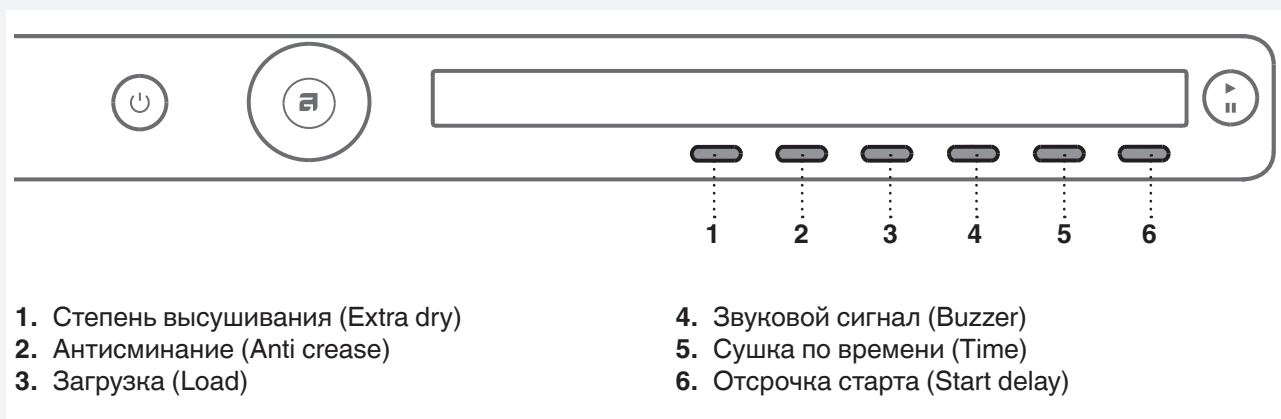 1 2 3 4 5 6
1. Степень высушивания (Extra dry)
2. Антисминание (Anti crease)
3. Загрузка (Load)
4. Звуковой сигнал (Buzzer)
5. Сушка по времени (Time)
6. Отсрочка старта (Start delay)